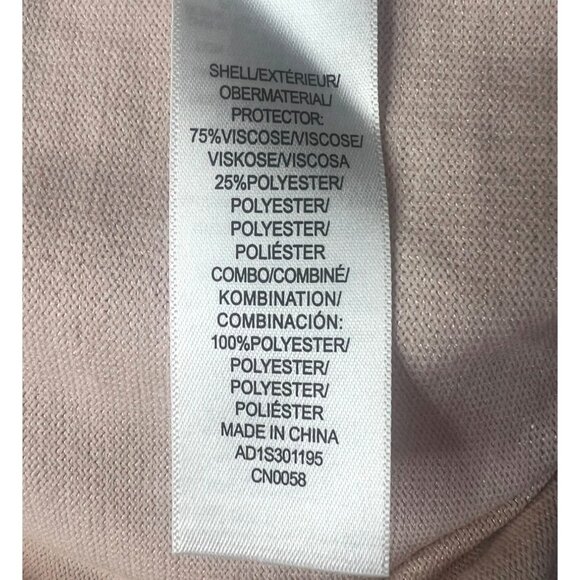 SHELL/EXTÉRIEUR/
OBERMATERIAL/
PROTECTOR:
75%VISCOSE/VISCOSE/
VISKOSE/VISCOSA
25%POLYESTER/
POLYESTER/
POLYESTER/
POLIÉSTER
COMBO/COMBINÉ/
KOMBINATION/
COMBINACIÓN:
100%POLYESTER/
POLYESTER/
POLYESTER/
POLIÉSTER
MADE IN CHINA
AD1S301195
CN0058